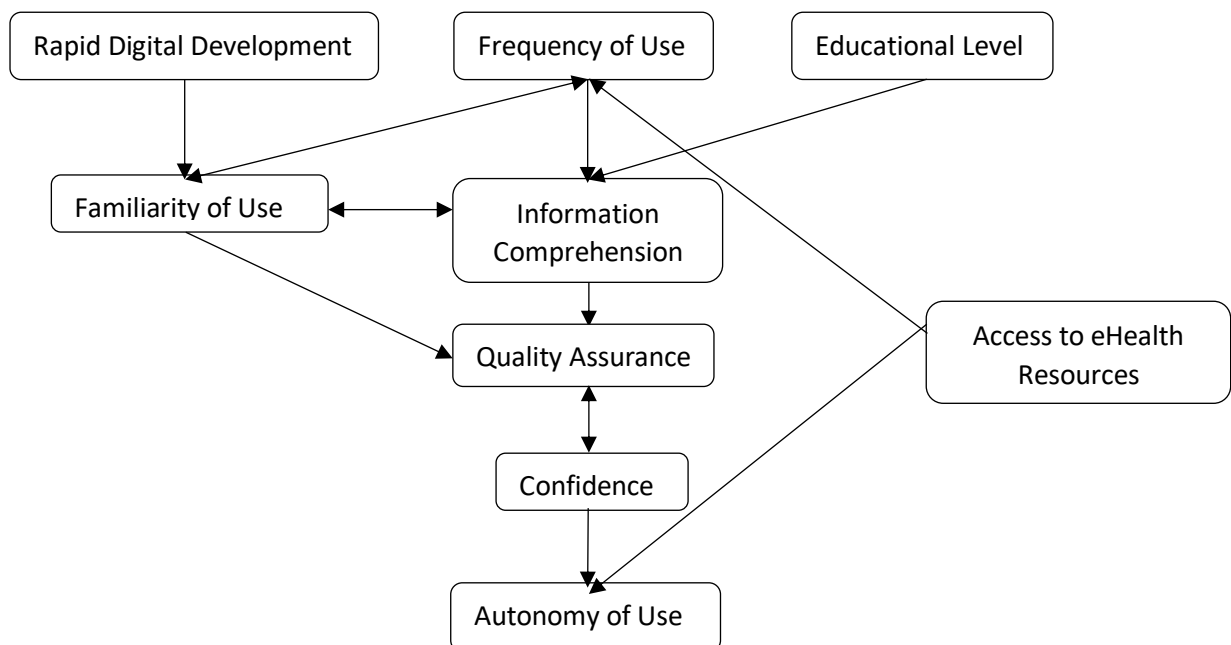 Rapid Digital Development
Frequency of Use
Educational Level
Familiarity of Use
Information
Comprehension
Quality Assurance
Access to eHealth
Resources
Confidence
Autonomy of Use